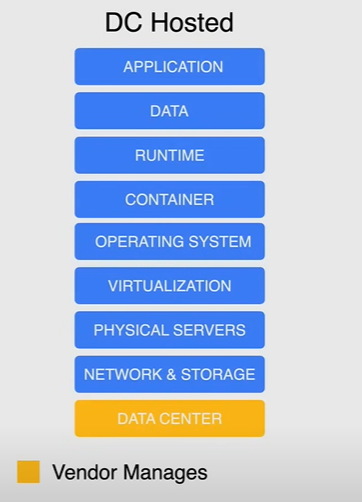 DC Hosted
APPLICATION
DATA
RUNTIME
CONTAINER
OPERATING SYSTEM
VIRTUALIZATION
PHYSICAL SERVERS
NETWORK & STORAGE
DATA CENTER
Vendor Manages